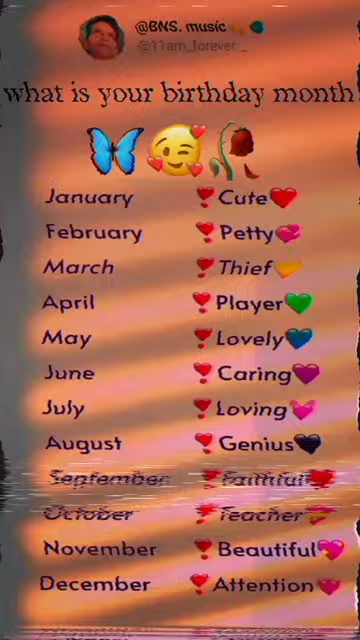 @BNS. music
@11am_forever_
what is your birthday month
January ❣Cute❤
February ❣Petty💞
March ❣Thief💛
April ❣Player💚
May ❣Lovely💙
June ❣Caring💜
July ❣Loving💓
August ❣Genius🖤
September ❣Faithful❤
October ❣Teacher💝
November ❣Beautiful💖
December ❣Attention💗